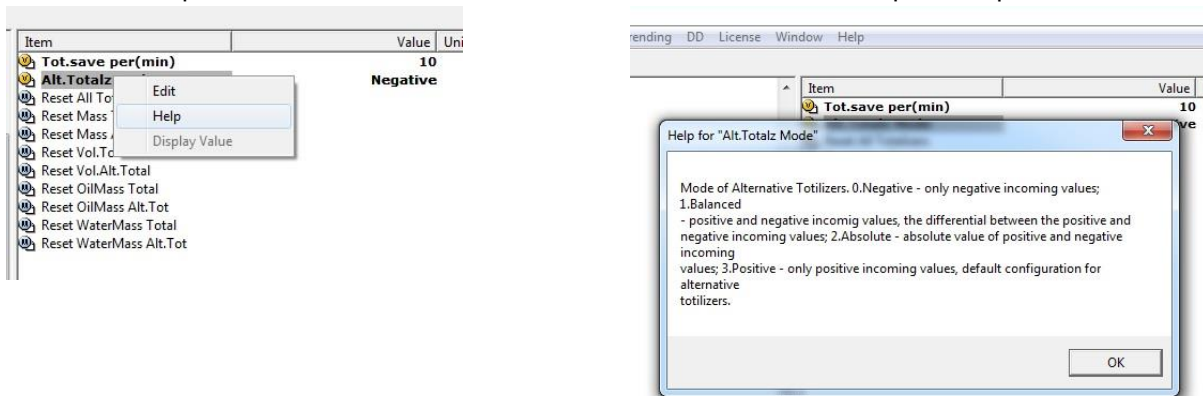 Item Value Uni
Tot.save per(min) 10
Alt.Totalz Negative
Reset All To
Reset Mass
Reset Mass
Reset Vol.To
Reset Vol.Alt.Total
Reset OilMass Total
Reset OilMass Alt.Tot
Reset WaterMass Total
Reset WaterMass Alt.Tot
Edit
Help
Display Value
rending DD License Window Help
Item Value
Tot.save per(min) 10
ve
Help for "Alt.Totalz Mode"
Mode of Alternative Totilizers. 0.Negative - only negative incoming values;
1.Balanced
- positive and negative incomig values, the differential between the positive and
negative incoming values; 2.Absolute - absolute value of positive and negative
incoming
values; 3.Positive - only positive incoming values, default configuration for
alternative
totilizers.
OK